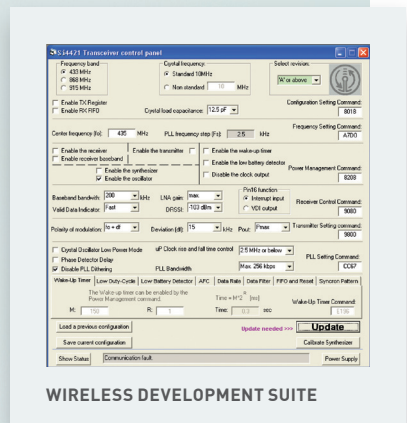 Si4421 Transceiver control panel
Frequency band
433 MHz
868 MHz
915 MHz
Crystal frequency:
Standard 10MHz
Non standard: 10 MHz
Select revision:
'A' or above:
Enable TX Register
Enable RX FIFO
Crystal load capacitance: 12.5 pF
Configuration Setting Command:
8018
Center frequency (fo): 435 MHz PLL frequency step (Fs): 2.5 kHz
Frequency Setting Command:
A7D0
Enable the receiver
Enable the transmitter
Enable receiver baseband
Enable the synthesizer
Enable the oscillator
Enable the wake-up timer
Enable the low battery detector
Disable the clock output
Power Management Command:
8208
Baseband bandwidth: 200 kHz LNA gain: max
Valid Data Indicator: Fast DRSSI: -103 dBm
Pin16 function
Interrupt input
VDI output
Receiver Control Command:
9080
Polarity of modulation: fo + df Deviation (df): 15 kHz Pout: Pmax
Transmitter Setting command:
9800
Crystal Oscillator Low Power Mode
Phase Detector Delay
Disable PLL Dithering
uP Clock rise and fall time control 2.5 MHz or below
PLL Bandwidth Max. 256 kbps
PLL Setting Command:
CC67
Wake-Up Timer Low Duty-Cycle Low Battery Detector AFC Data Rate Data Filter FIFO and Reset Syncron Pattern
The Wake-up timer can be enabled by the
Power Management command.
M: 150 R: 1
Time = M*2 [ms]
Time: 0.3 sec
Wake-Up Timer Command:
E196
Load a previous configuration
Update needed >>>
Update
Save current configuration
Calibrate Synthesizer
Show Status
Communication fault.
Power Supply
WIRELESS DEVELOPMENT SUITE